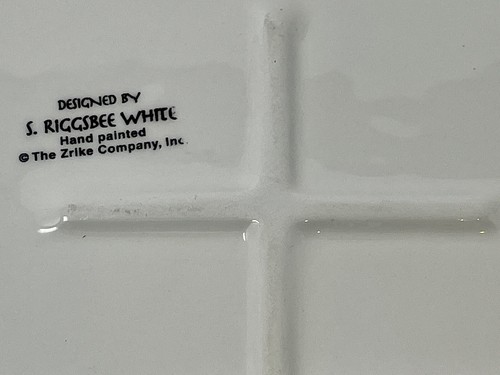 DESIGNED BY
S. RIGGSBEE WHITE
Hand painted
© The Zrike Company, Inc.